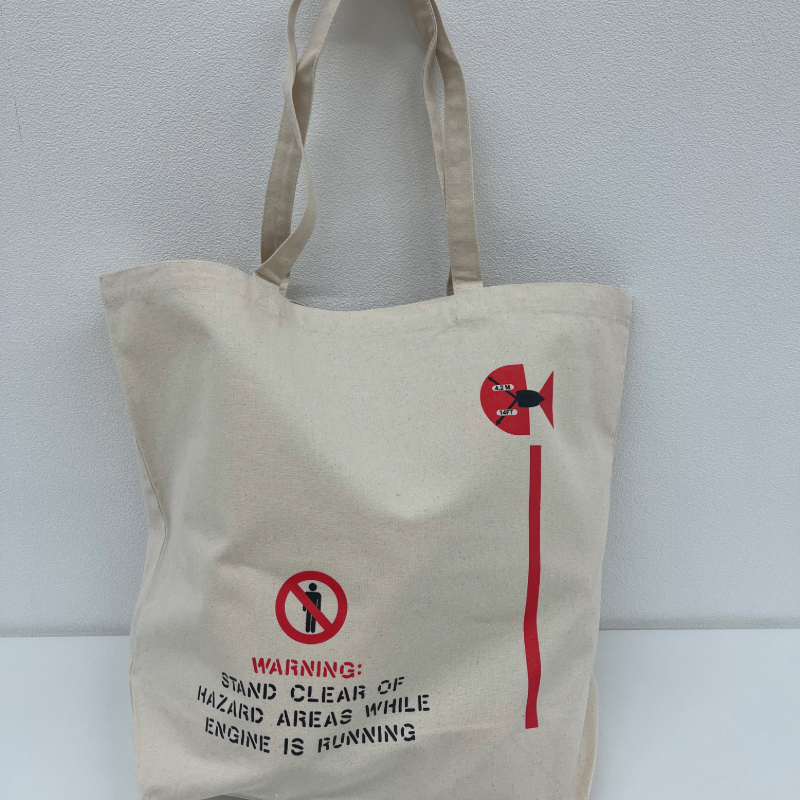 4.2 M
14FT
WARNING:
STAND CLEAR OF
HAZARD AREAS WHILE
ENGINE IS RUNNING